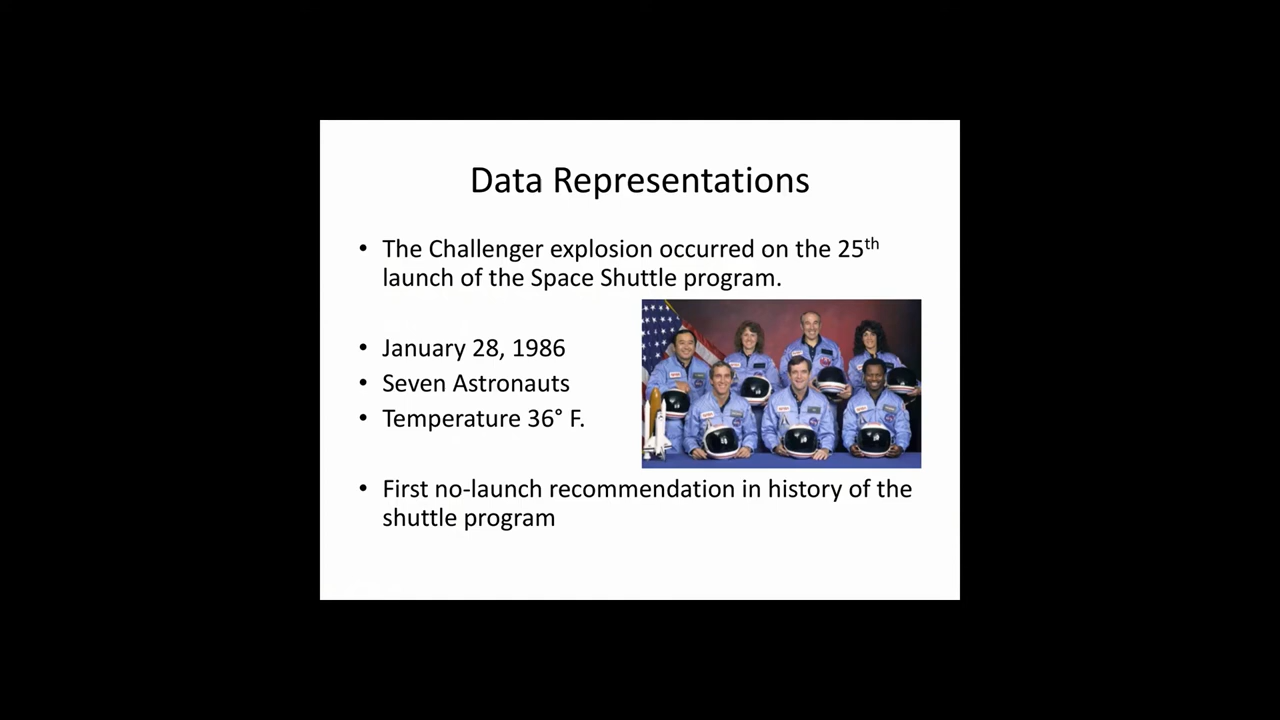 Data Representations
• The Challenger explosion occurred on the 25th
launch of the Space Shuttle program.
• January 28, 1986
• Seven Astronauts
• Temperature 36° F.
• First no-launch recommendation in history of the
shuttle program